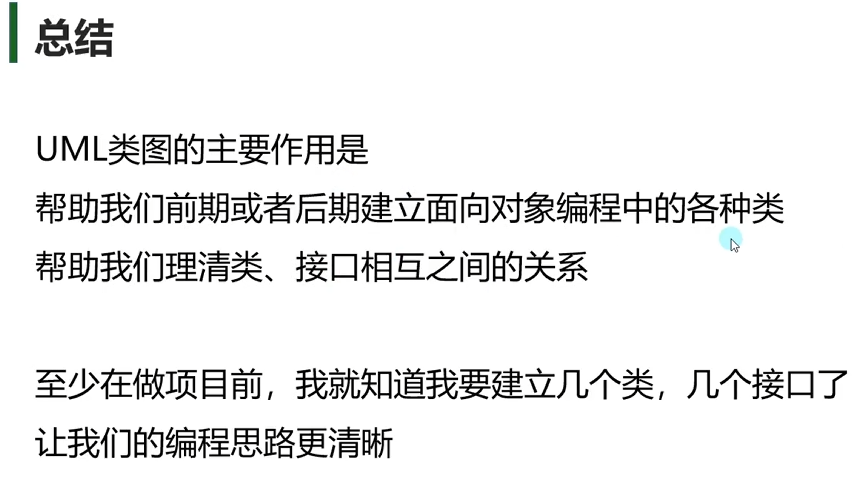 总结
UML类图的主要作用是
帮助我们前期或者后期建立面向对象编程中的各种类
帮助我们理清类、接口相互之间的关系
至少在做项目前，我就知道我要建立几个类，几个接口了
让我们的编程思路更清晰